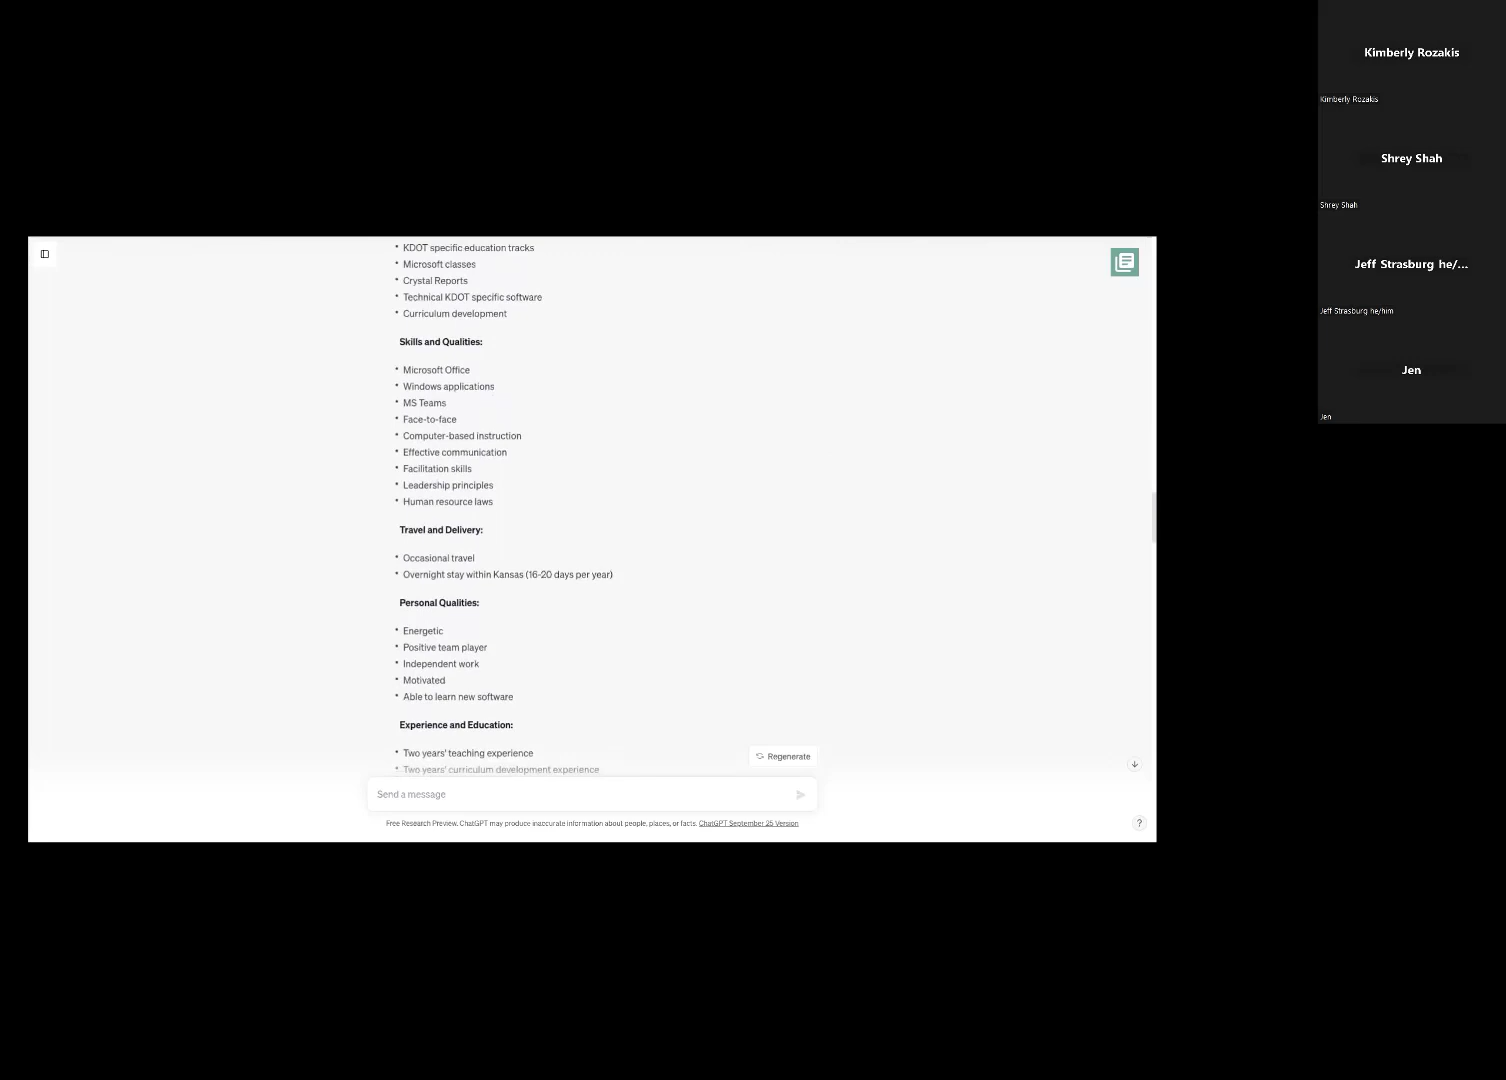 Kimberly Rozakis
Kimberly Rozakis
Shrey Shah
Shrey Shah
Jeff Strasburg he/...
Jeff Strasburg he/him
Jen
Jen
• KDOT specific education tracks
• Microsoft classes
• Crystal Reports
• Technical KDOT specific software
• Curriculum development
Skills and Qualities:
• Microsoft Office
• Windows applications
• MS Teams
• Face-to-face
• Computer-based instruction
• Effective communication
• Facilitation skills
• Leadership principles
• Human resource laws
Travel and Delivery:
• Occasional travel
• Overnight stay within Kansas (16-20 days per year)
Personal Qualities:
• Energetic
• Positive team player
• Independent work
• Motivated
• Able to learn new software
Experience and Education:
• Two years' teaching experience
• Two years' curriculum development experience
Regenerate
Send a message
Free Research Preview. ChatGPT may produce inaccurate information about people, places, or facts. ChatGPT September 25 Version
?